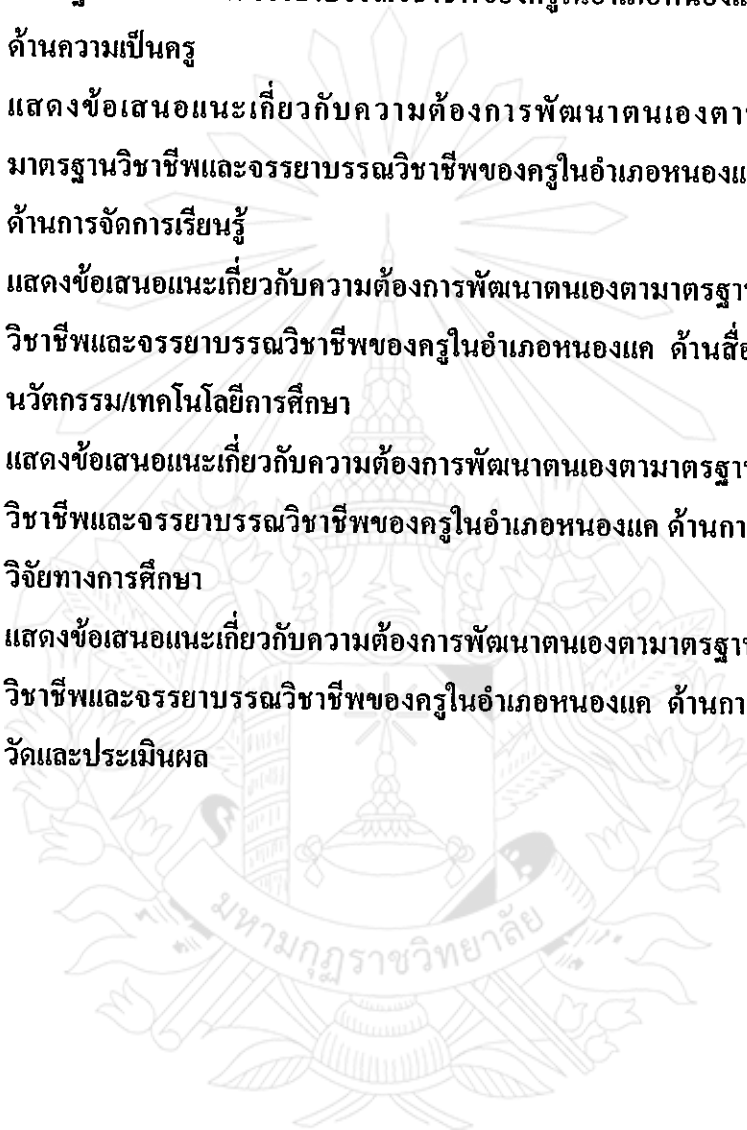 ด้านความเป็นครู
แสดงข้อเสนอแนะเกี่ยวกับความต้องการพัฒนาตนเองตาม
มาตรฐานวิชาชีพและจรรยาบรรณวิชาชีพของครูในอำเภอหนองแค
ด้านการจัดการเรียนรู้
แสดงข้อเสนอแนะเกี่ยวกับความต้องการพัฒนาตนเองตามาตรฐาน
วิชาชีพและจรรยาบรรณวิชาชีพของครูในอำเภอหนองแค ด้านสื่อ
นวัตกรรม/เทคโนโลยีการศึกษา
แสดงข้อเสนอแนะเกี่ยวกับความต้องการพัฒนาตนเองตามาตรฐาน
วิชาชีพและจรรยาบรรณวิชาชีพของครูในอำเภอหนองแค ด้านกา
วิจัยทางการศึกษา
แสดงข้อเสนอแนะเกี่ยวกับความต้องการพัฒนาตนเองตามาตรฐาน
วิชาชีพและจรรยาบรรณวิชาชีพของครูในอำเภอหนองแค ด้านกา
วัดและประเมินผล
มหามกุฏราชวิทยาลัย